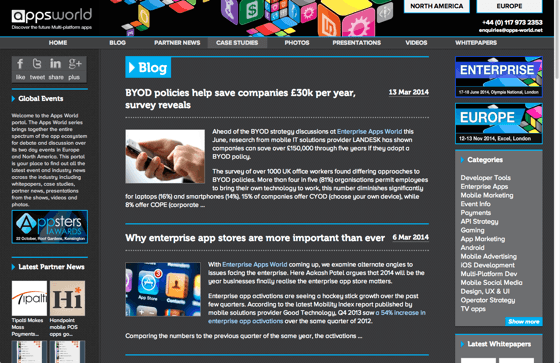 appsworld
Discover the future Multi-platform apps
NORTH AMERICA
EUROPE
+44 (0) 117 973 2353
enquiries@apps-world.net
HOME
BLOG
PARTNER NEWS
CASE STUDIES
PHOTOS
PRESENTATIONS
VIDEOS
WHITEPAPERS
like
tweet
share
plus
Global Events
Welcome to the Apps World
portal. The Apps World series
brings together the entire
spectrum of the app ecosystem
for debate and discussion over
its two day events in Europe
and North America. This portal
is your place to find out all the
latest event and industry news
across the industry including
whitepapers, case studies,
partner news, presentations
from the shows, videos and
photos.
Appsters
AWARDS
22 October, Roof Gardens, Kensington
Latest Partner News
Tipalti
Hi
Tipalti Makes
Mass
Payments...
Handpoint
mobile POS
apps go...
Blog
BYOD policies help save companies £30k per year,
survey reveals
13 Mar 2014
Ahead of the BYOD strategy discussions at Enterprise Apps World this
June, research from mobile IT solutions provider LANDESK has shown
companies can save over £150,000 through five years if they adopt a
BYOD policy.
The survey of over 1000 UK office workers found differing approaches to
BYOD policies. More than four in five (81%) organisations permit employees
to bring their own technology to work, this number diminishes significantly
for laptops (16%) and smartphones (14%). 15% of companies offer CYOD (choose your own device), while
8% offer COPE (corporate ...
Why enterprise app stores are more important than ever
6 Mar 2014
App Store
3
With Enterprise Apps World coming up, we examine alternate angles to
issues facing the enterprise. Here Aakash Patel argues that 2014 will be the
year businesses finally realise the enterprise app store matters.
Enterprise app activations are seeing a hockey stick growth over the past
few quarters. According to the latest Mobility Index report published by
mobile solutions provider Good Technology, Q4 2013 saw a 54% increase
in enterprise app activations over the same quarter of 2012.
Comparing the numbers to the previous quarter of the same year, the activations ...
ENTERPRISE
17-18 June 2014, Olympia National, London
EUROPE
12-13 Nov 2014, Excel, London
Categories
Developer Tools
Enterprise Apps
Mobile Marketing
Event Info
Payments
API Strategy
Gaming
App Marketing
Android
Mobile Advertising
iOS Development
Multi-Platform Dev
Mobile Social Media
Design, UX & UI
Operator Strategy
TV apps
Show more
Latest Whitepapers